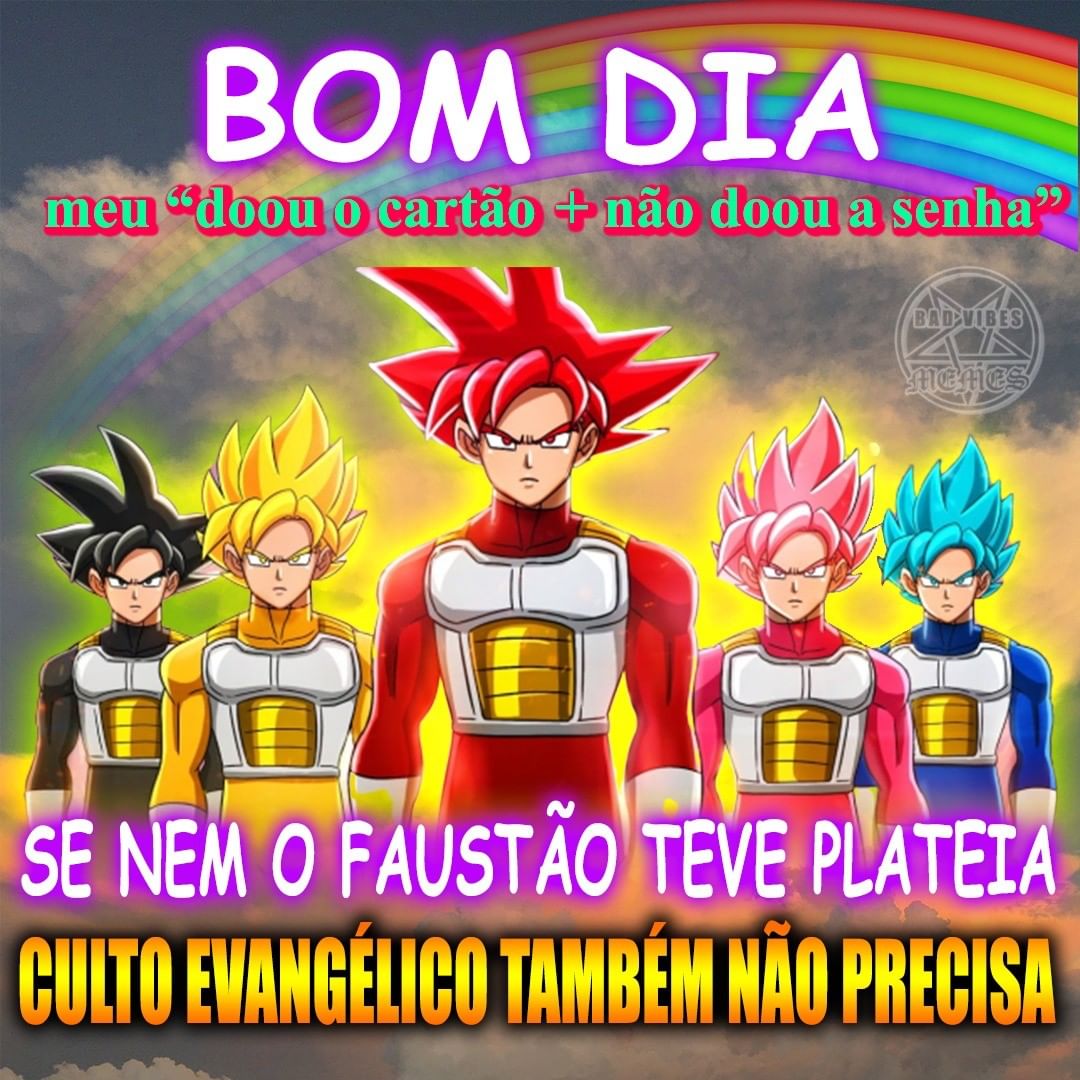 BOM DIA
meu “doou o cartão + não doou a senha”
BAD VIBES
MEMES
SE NEM O FAUSTÃO TEVE PLATEIA
CULTO EVANGÉLICO TAMBÉM NÃO PRECISA